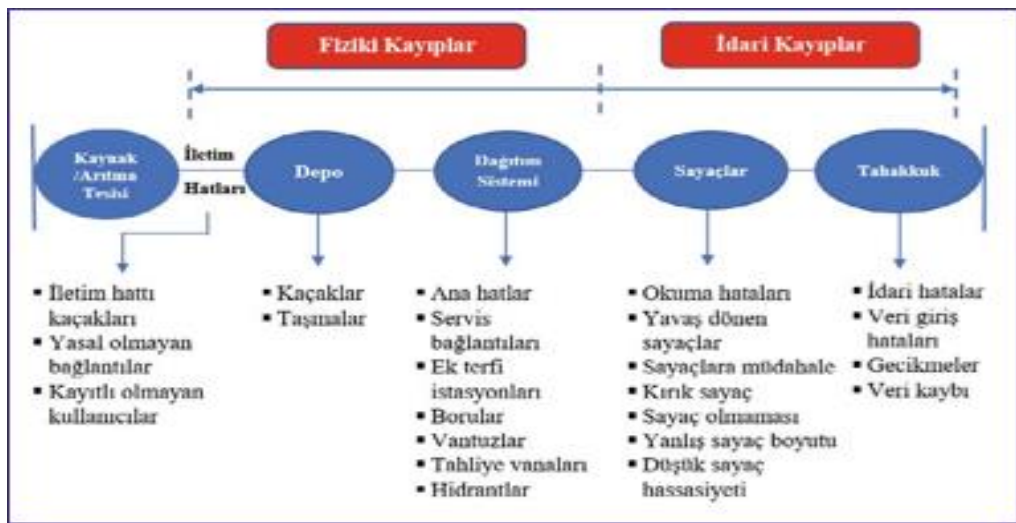 Fiziki Kayıplar
İdari Kayıplar
Kaynak
/Arıtma
Tesisi
İletim
Hatları
Depo
Dağıtım
Sistemi
Sayaçlar
Tahakkuk
▪ İletim hattı
kaçakları
▪ Yasal olmayan
bağlantılar
▪ Kayıtlı olmayan
kullanıcılar
▪ Kaçaklar
▪ Taşmalar
▪ Ana hatlar
▪ Servis
bağlantıları
▪ Ek terfi
istasyonları
▪ Borular
▪ Vantuzlar
▪ Tahliye vanaları
▪ Hidrantlar
▪ Okuma hataları
▪ Yavaş dönen
sayaçlar
▪ Sayaçlara müdahale
▪ Kırık sayaç
▪ Sayaç olmaması
▪ Yanlış sayaç boyutu
▪ Düşük sayaç
hassasiyeti
▪ İdari hatalar
▪ Veri giriş
hataları
▪ Gecikmeler
▪ Veri kaybı